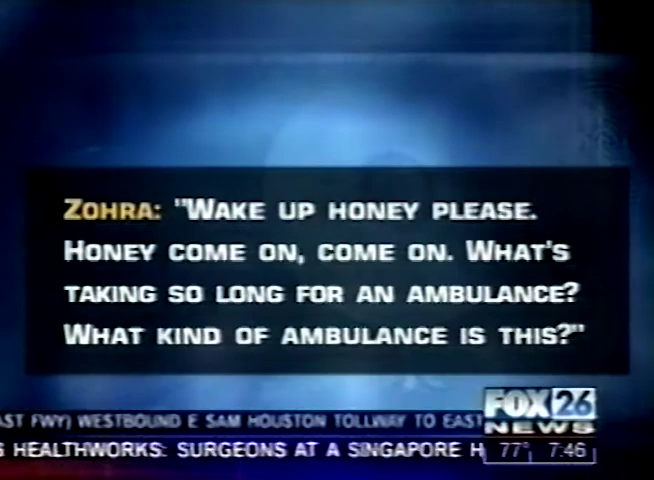 ZOHRA: "WAKE UP HONEY PLEASE.
HONEY COME ON, COME ON. WHAT'S
TAKING SO LONG FOR AN AMBULANCE?
WHAT KIND OF AMBULANCE IS THIS?"
FOX 26
NEWS
AST FWY) WESTBOUND E SAM HOUSTON TOLLWAY TO EAST
S HEALTHWORKS: SURGEONS AT A SINGAPORE H
77° 7:46